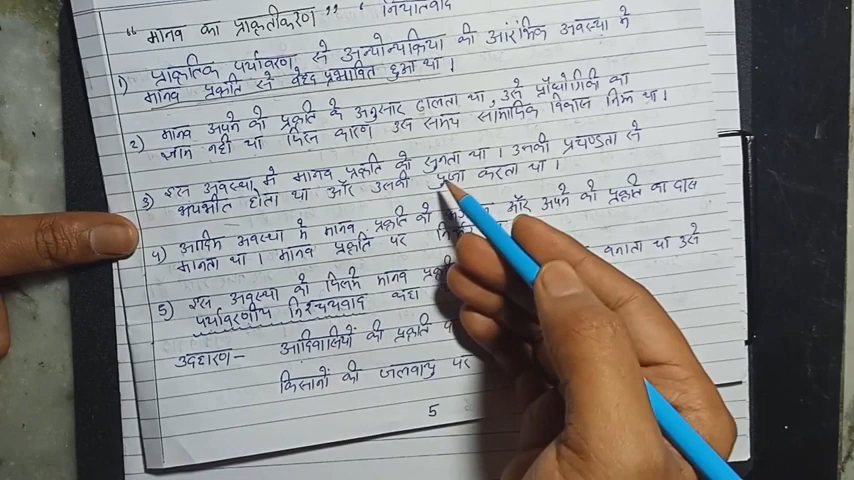 “ मानव का प्राकृतीकरण ” ‘ नियतिवाद
1) प्राकृतिक पर्यावरण से अन्योन्यक्रिया की आरंभिक अवस्था में
मानव प्रकृति से बेहद प्रभावित हुआ था ।
2) मानव अपने को प्रकृति के अनुसार ढालता था, उसे प्रौद्योगिकी का
ज्ञान नही था जिस कारण उस समय सामाजिक विकास निम्न था ।
3) इस अवस्था में मानव प्रकृति को सुनता था । उसकी प्रचण्डता से
भयभीत होता था और उसकी पूजा करता था ।
4) आदिम अवस्था में मानव प्रकृति को और अपने को प्रकृति का दास
मानता था । मानव प्रकृति पर
5) इस अवस्था को जिसमे मानव बनाता था उसे
पर्यावरणीय निश्चयवाद कहा
उदाहरण – आदिवासियों की प्रकृति
किसानों की जलवायु पर
5